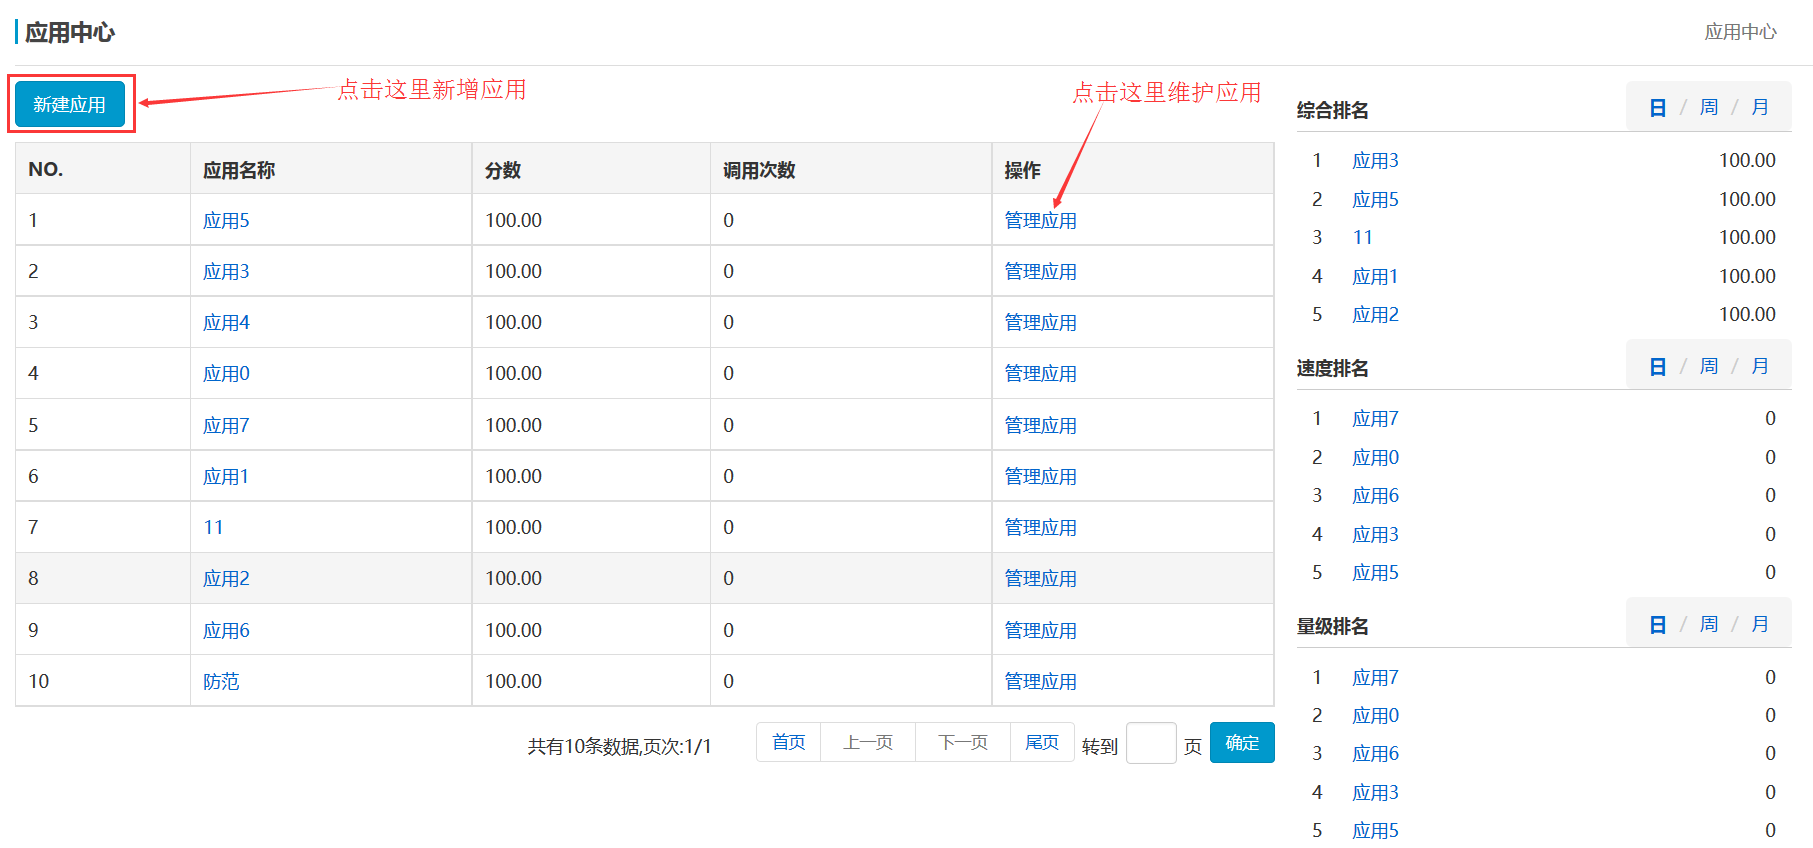 应用中心
应用中心
新建应用
点击这里新增应用
点击这里维护应用
NO. 应用名称 分数 调用次数 操作
1 应用5 100.00 0 管理应用
2 应用3 100.00 0 管理应用
3 应用4 100.00 0 管理应用
4 应用0 100.00 0 管理应用
5 应用7 100.00 0 管理应用
6 应用1 100.00 0 管理应用
7 11 100.00 0 管理应用
8 应用2 100.00 0 管理应用
9 应用6 100.00 0 管理应用
10 防范 100.00 0 管理应用
共有10条数据,页次:1/1 首页 上一页 下一页 尾页 转到 页 确定
综合排名 日 / 周 / 月
1 应用3 100.00
2 应用5 100.00
3 11 100.00
4 应用1 100.00
5 应用2 100.00
速度排名 日 / 周 / 月
1 应用7 0
2 应用0 0
3 应用6 0
4 应用3 0
5 应用5 0
量级排名 日 / 周 / 月
1 应用7 0
2 应用0 0
3 应用6 0
4 应用3 0
5 应用5 0